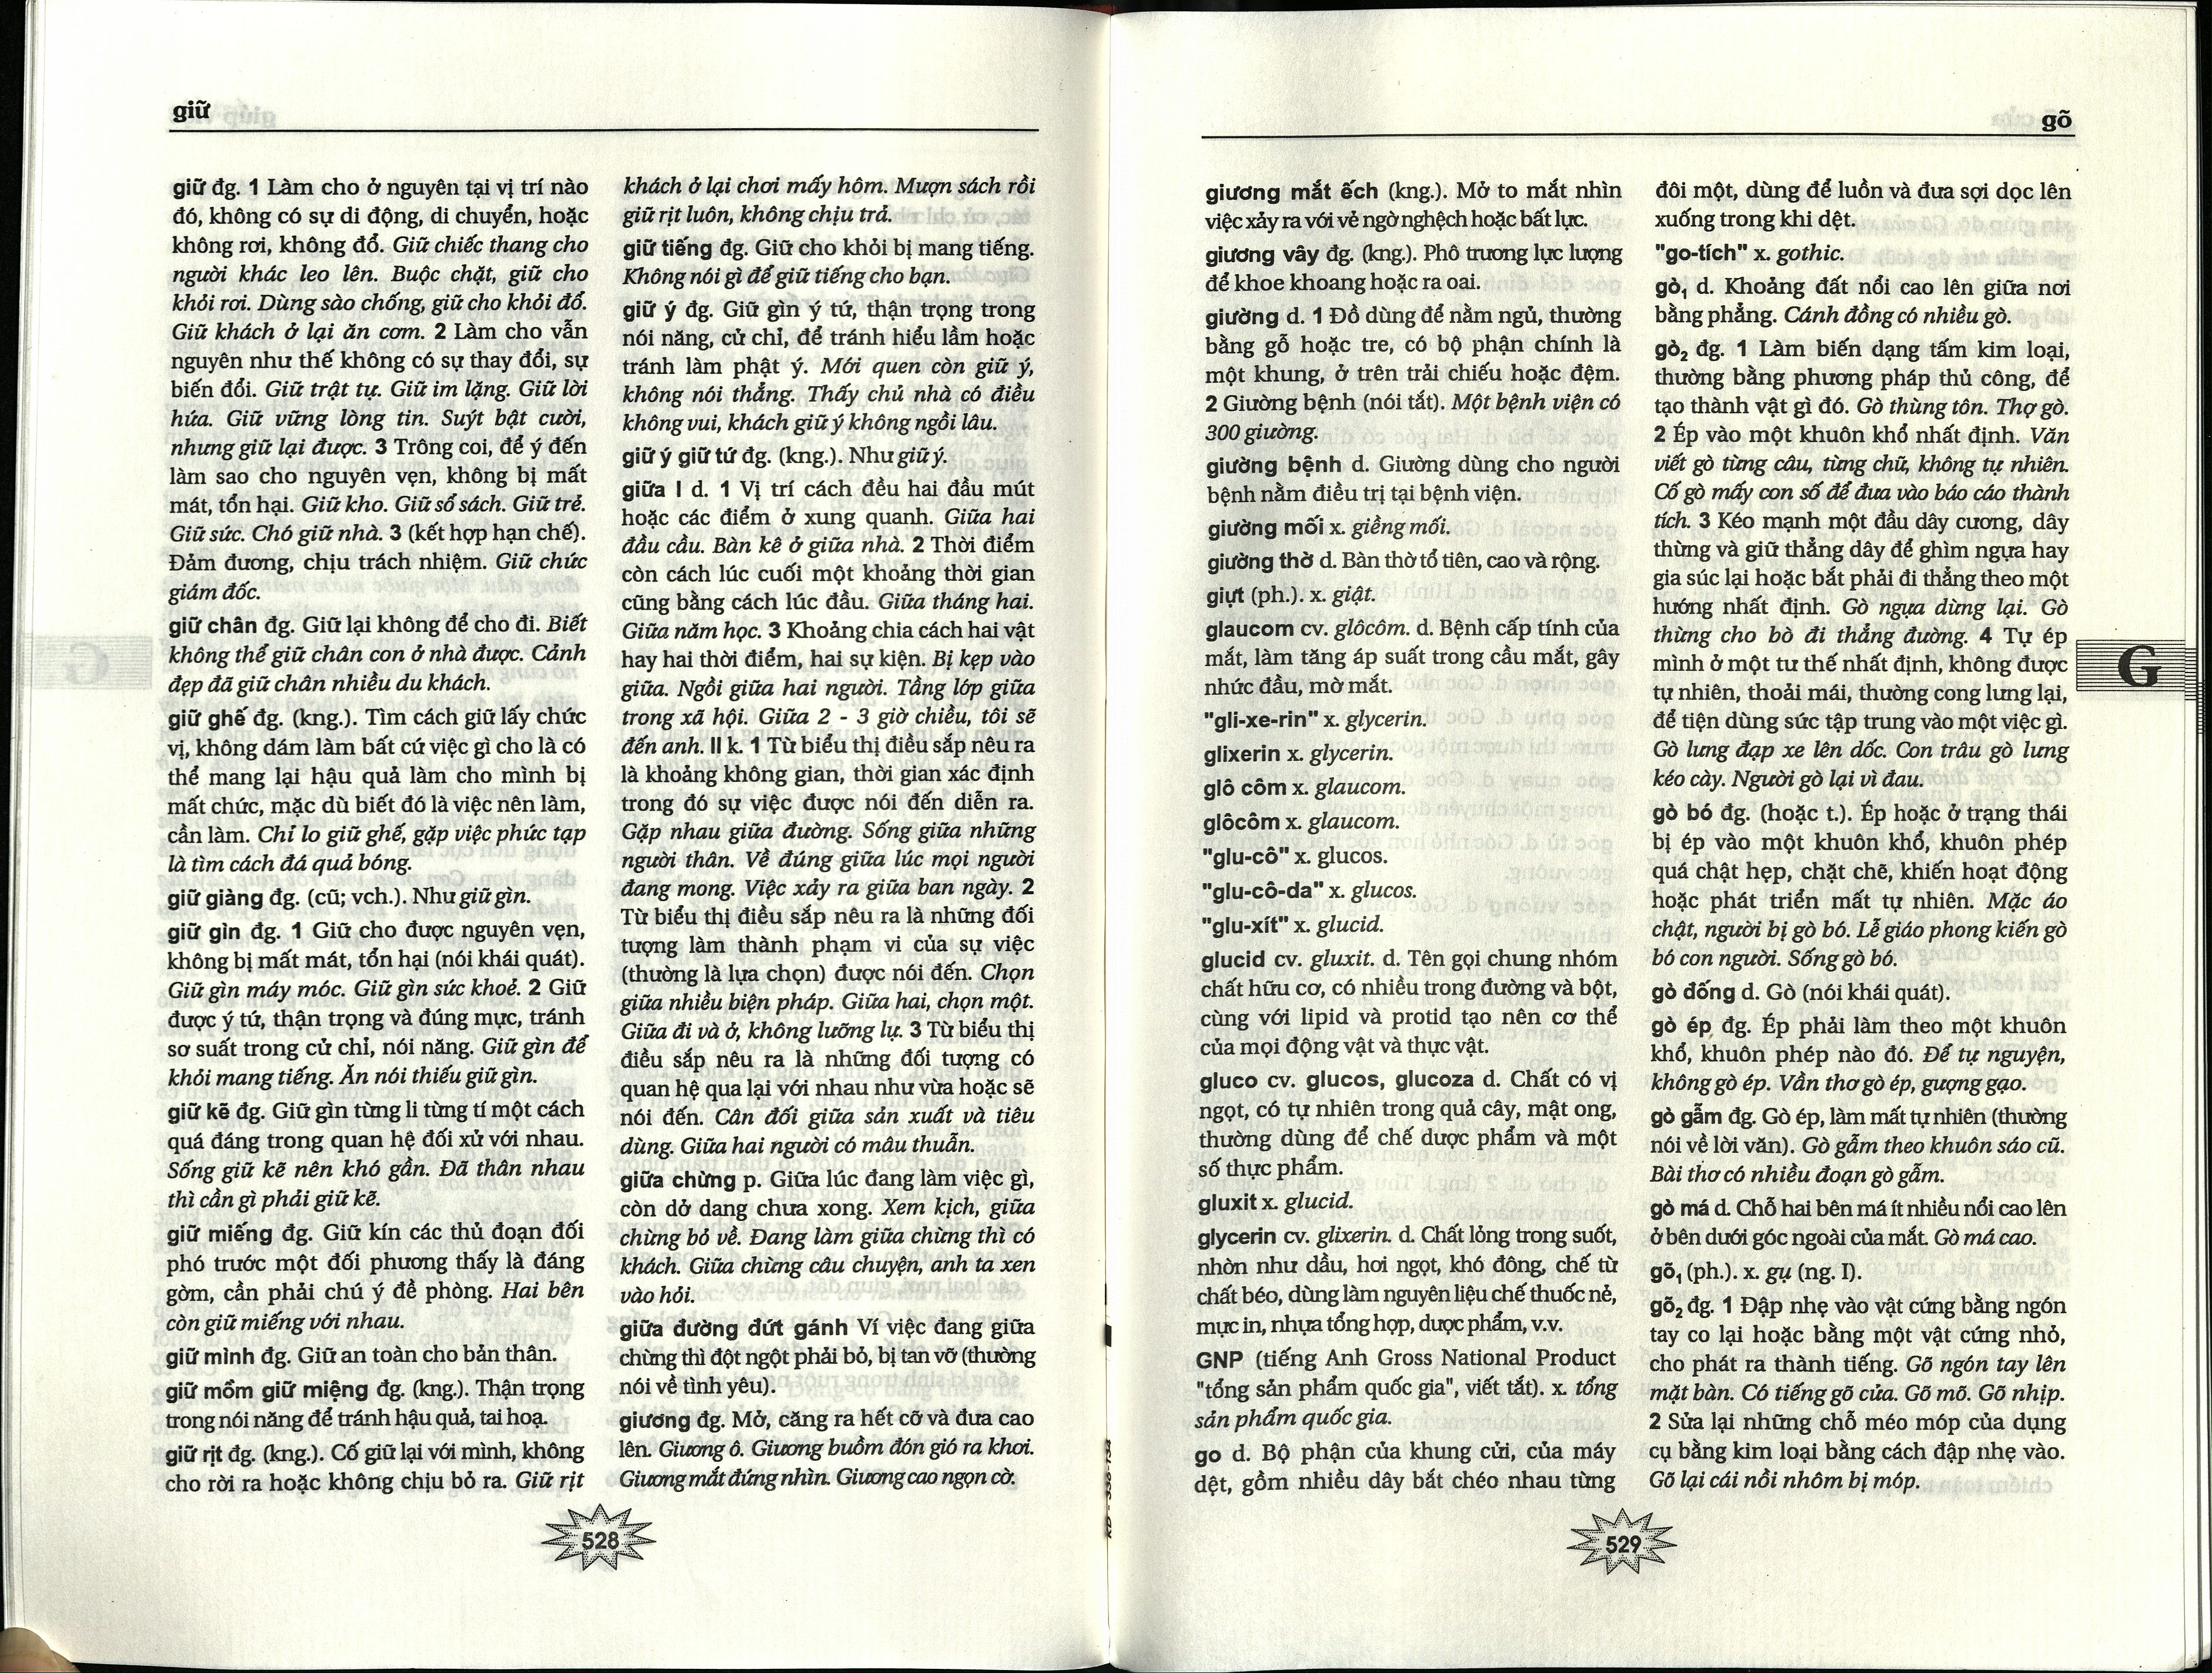 giữ
giữ đg. 1 Làm cho ở nguyên tại vị trí nào
đó, không có sự di động, di chuyển, hoặc
không rơi, không đổ. Giữ chiếc thang cho
người khác leo lên. Buộc chặt, giữ cho
khỏi rơi. Dùng sào chống, giữ cho khỏi đổ.
Giữ khách ở lại ăn cơm. 2 Làm cho vẫn
nguyên như thế không có sự thay đổi, sự
biến đổi. Giữ trật tự. Giữ im lặng. Giữ lời
hứa. Giữ vững lòng tin. Suýt bật cười,
nhưng giữ lại được. 3 Trông coi, để ý đến
làm sao cho nguyên vẹn, không bị mất
mát, tổn hại. Giữ kho. Giữ sổ sách. Giữ trẻ.
Giữ sức. Chó giữ nhà. 3 (kết hợp hạn chế).
Đảm đương, chịu trách nhiệm. Giữ chức
giám đốc.
giữ chân đg. Giữ lại không để cho đi. Biết
không thể giữ chân con ở nhà được. Cảnh
đẹp đã giữ chân nhiều du khách.
giữ ghế đg. (kng.). Tìm cách giữ lấy chức
vị, không dám làm bất cứ việc gì cho là có
thể mang lại hậu quả làm cho mình bị
mất chức, mặc dù biết đó là việc nên làm,
cần làm. Chỉ lo giữ ghế, gặp việc phức tạp
là tìm cách đá quả bóng.
giữ giàng đg. (cũ; vch.). Như giữ gìn.
giữ gìn đg. 1 Giữ cho được nguyên vẹn,
không bị mất mát, tổn hại (nói khái quát).
Giữ gìn máy móc. Giữ gìn sức khoẻ. 2 Giữ
được ý tứ, thận trọng và đúng mực, tránh
sơ suất trong cử chỉ, nói năng. Giữ gìn để
khỏi mang tiếng. Ăn nói thiếu giữ gìn.
giữ kẽ đg. Giữ gìn từng li từng tí một cách
quá đáng trong quan hệ đối xử với nhau.
Sống giữ kẽ nên khó gần. Đã thân nhau
thì cần gì phải giữ kẽ.
giữ miếng đg. Giữ kín các thủ đoạn đối
phó trước một đối phương thấy là đáng
gờm, cần phải chú ý đề phòng. Hai bên
còn giữ miếng với nhau.
giữ mình đg. Giữ an toàn cho bản thân.
giữ mồm giữ miệng đg. (kng.). Thận trọng
trong nói năng để tránh hậu quả, tai hoạ.
giữ rịt đg. (kng.). Cố giữ lại với mình, không
cho rời ra hoặc không chịu bỏ ra. Giữ rịt
khách ở lại chơi mấy hôm. Mượn sách rồi
giữ rịt luôn, không chịu trả.
giữ tiếng đg. Giữ cho khỏi bị mang tiếng.
Không nói gì để giữ tiếng cho bạn.
giữ ý đg. Giữ gìn ý tứ, thận trọng trong
nói năng, cử chỉ, để tránh hiểu lầm hoặc
tránh làm phật ý. Mới quen còn giữ ý,
không nói thẳng. Thấy chủ nhà có điều
không vui, khách giữ ý không ngồi lâu.
giữ ý giữ tứ đg. (kng.). Như giữ ý.
giữa I d. 1 Vị trí cách đều hai đầu mút
hoặc các điểm ở xung quanh. Giữa hai
đầu cầu. Bàn kê ở giữa nhà. 2 Thời điểm
còn cách lúc cuối một khoảng thời gian
cũng bằng cách lúc đầu. Giữa tháng hai.
Giữa năm học. 3 Khoảng chia cách hai vật
hay hai thời điểm, hai sự kiện. Bị kẹp vào
giữa. Ngồi giữa hai người. Tầng lớp giữa
trong xã hội. Giữa 2 - 3 giờ chiều, tôi sẽ
đến anh. II k. 1 Từ biểu thị điều sắp nêu ra
là khoảng không gian, thời gian xác định
trong đó sự việc được nói đến diễn ra.
Gặp nhau giữa đường. Sống giữa những
người thân. Về đúng giữa lúc mọi người
đang mong. Việc xảy ra giữa ban ngày. 2
Từ biểu thị điều sắp nêu ra là những đối
tượng làm thành phạm vi của sự việc
(thường là lựa chọn) được nói đến. Chọn
giữa nhiều biện pháp. Giữa hai, chọn một.
Giữa đi và ở, không lưỡng lự. 3 Từ biểu thị
điều sắp nêu ra là những đối tượng có
quan hệ qua lại với nhau như vừa hoặc sẽ
nói đến. Cân đối giữa sản xuất và tiêu
dùng. Giữa hai người có mâu thuẫn.
giữa chừng p. Giữa lúc đang làm việc gì,
còn dở dang chưa xong. Xem kịch, giữa
chừng bỏ về. Đang làm giữa chừng thì có
khách. Giữa chừng câu chuyện, anh ta xen
vào hỏi.
giữa đường đứt gánh Ví việc đang giữa
chừng thì đột ngột phải bỏ, bị tan vỡ (thường
nói về tình yêu).
giương đg. Mở, căng ra hết cỡ và đưa cao
lên. Giương ô. Giương buồm đón gió ra khơi.
Giương mắt đứng nhìn. Giương cao ngọn cờ.
528
gõ
giương mắt ếch (kng.). Mở to mắt nhìn
việc xảy ra với vẻ ngờ nghệch hoặc bất lực.
giương vây đg. (kng.). Phô trương lực lượng
để khoe khoang hoặc ra oai.
giường d. 1 Đồ dùng để nằm ngủ, thường
bằng gỗ hoặc tre, có bộ phận chính là
một khung, ở trên trải chiếu hoặc đệm.
2 Giường bệnh (nói tắt). Một bệnh viện có
300 giường.
giường bệnh d. Giường dùng cho người
bệnh nằm điều trị tại bệnh viện.
giường mối x. giềng mối.
giường thờ d. Bàn thờ tổ tiên, cao và rộng.
giựt (ph.). x. giật.
glaucom cv. glôcôm. d. Bệnh cấp tính của
mắt, làm tăng áp suất trong cầu mắt, gây
nhức đầu, mờ mắt.
"gli-xe-rin" x. glycerin.
glixerin x. glycerin.
glô côm x. glaucom.
glôcôm x. glaucom.
"glu-cô" x. glucos.
"glu-cô-da" x. glucos.
"glu-xít" x. glucid.
glucid cv. gluxit. d. Tên gọi chung nhóm
chất hữu cơ, có nhiều trong đường và bột,
cùng với lipid và protid tạo nên cơ thể
của mọi động vật và thực vật.
gluco cv. glucos, glucoza d. Chất có vị
ngọt, có tự nhiên trong quả cây, mật ong,
thường dùng để chế dược phẩm và một
số thực phẩm.
gluxit x. glucid.
glycerin cv. glixerin. d. Chất lỏng trong suốt,
nhờn như dầu, hơi ngọt, khó đông, chế từ
chất béo, dùng làm nguyên liệu chế thuốc nẻ,
mực in, nhựa tổng hợp, dược phẩm, v.v.
GNP (tiếng Anh Gross National Product
"tổng sản phẩm quốc gia", viết tắt). x. tổng
sản phẩm quốc gia.
go d. Bộ phận của khung cửi, của máy
dệt, gồm nhiều dây bắt chéo nhau từng
đôi một, dùng để luồn và đưa sợi dọc lên
xuống trong khi dệt.
"go-tích" x. gothic.
gò₁ d. Khoảng đất nổi cao lên giữa nơi
bằng phẳng. Cánh đồng có nhiều gò.
gò₂ đg. 1 Làm biến dạng tấm kim loại,
thường bằng phương pháp thủ công, để
tạo thành vật gì đó. Gò thùng tôn. Thợ gò.
2 Ép vào một khuôn khổ nhất định. Văn
viết gò từng câu, từng chữ, không tự nhiên.
Cố gò mấy con số để đưa vào báo cáo thành
tích. 3 Kéo mạnh một đầu dây cương, dây
thừng và giữ thẳng dây để ghìm ngựa hay
gia súc lại hoặc bắt phải đi thẳng theo một
hướng nhất định. Gò ngựa dừng lại. Gò
thừng cho bò đi thẳng đường. 4 Tự ép
mình ở một tư thế nhất định, không được
tự nhiên, thoải mái, thường cong lưng lại,
để tiện dùng sức tập trung vào một việc gì.
Gò lưng đạp xe lên dốc. Con trâu gò lưng
kéo cày. Người gò lại vì đau.
gò bó đg. (hoặc t.). Ép hoặc ở trạng thái
bị ép vào một khuôn khổ, khuôn phép
quá chật hẹp, chặt chẽ, khiến hoạt động
hoặc phát triển mất tự nhiên. Mặc áo
chật, người bị gò bó. Lễ giáo phong kiến gò
bó con người. Sống gò bó.
gò đống d. Gò (nói khái quát).
gò ép đg. Ép phải làm theo một khuôn
khổ, khuôn phép nào đó. Để tự nguyện,
không gò ép. Vần thơ gò ép, gượng gạo.
gò gẫm đg. Gò ép, làm mất tự nhiên (thường
nói về lời văn). Gò gẫm theo khuôn sáo cũ.
Bài thơ có nhiều đoạn gò gẫm.
gò má d. Chỗ hai bên má ít nhiều nổi cao lên
ở bên dưới góc ngoài của mắt. Gò má cao.
gõ₁ (ph.). x. gụ (ng. I).
gõ₂ đg. 1 Đập nhẹ vào vật cứng bằng ngón
tay co lại hoặc bằng một vật cứng nhỏ,
cho phát ra thành tiếng. Gõ ngón tay lên
mặt bàn. Có tiếng gõ cửa. Gõ mõ. Gõ nhịp.
2 Sửa lại những chỗ méo móp của dụng
cụ bằng kim loại bằng cách đập nhẹ vào.
Gõ lại cái nồi nhôm bị móp.
G
529